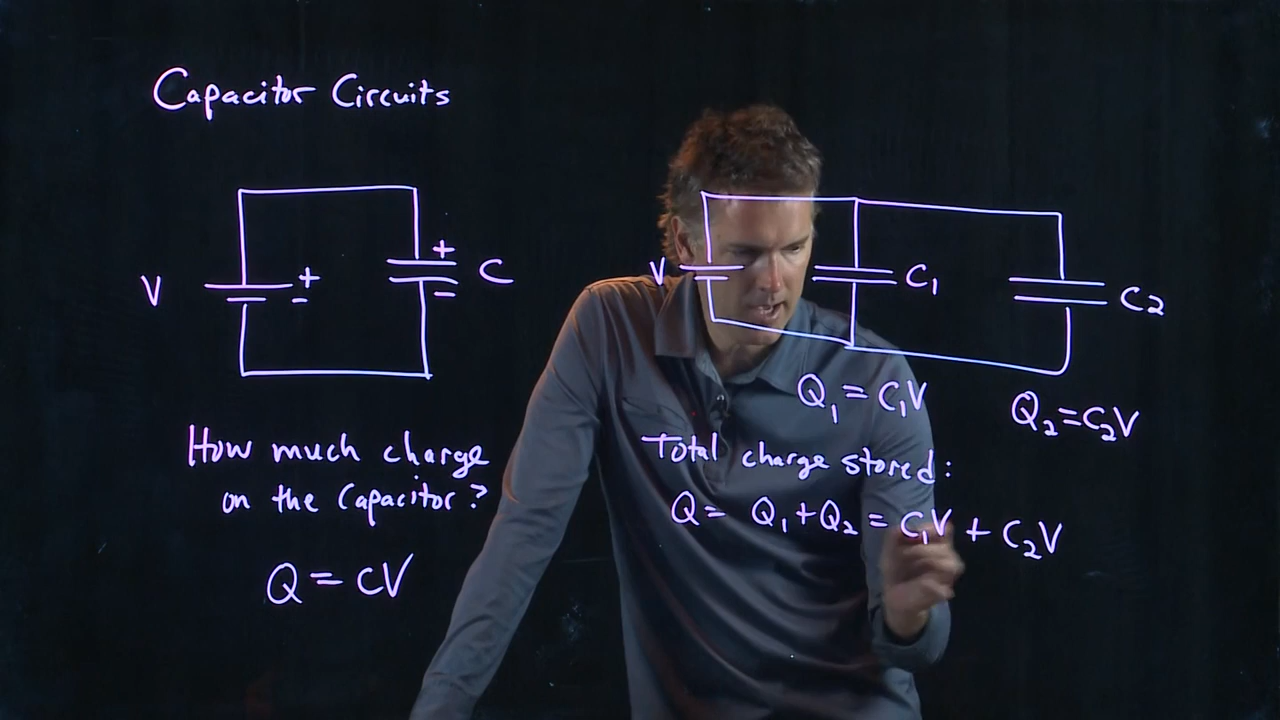 Capacitor Circuits
V + - + - C
How much charge
on the capacitor?
Q = CV
V C₁ C₂
Q₁ = C₁V Q₂ = C₂V
Total charge stored:
Q = Q₁ + Q₂ = C₁V + C₂V